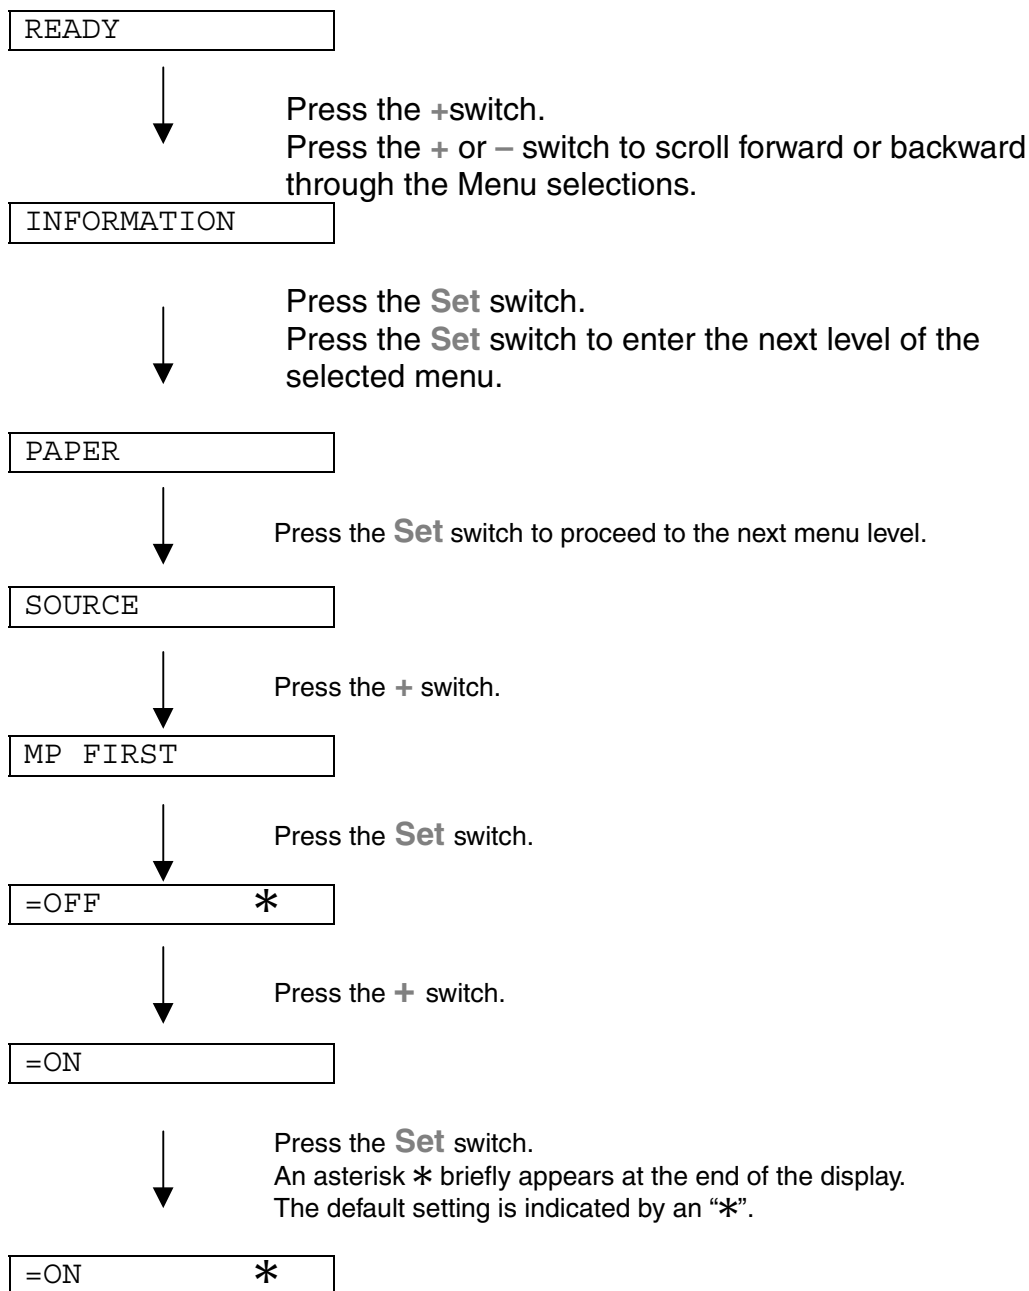 READY
Press the +switch.
Press the + or – switch to scroll forward or backward
through the Menu selections.
INFORMATION
Press the Set switch.
Press the Set switch to enter the next level of the
selected menu.
PAPER
Press the Set switch to proceed to the next menu level.
SOURCE
Press the + switch.
MP FIRST
Press the Set switch.
=OFF *
Press the + switch.
=ON
Press the Set switch.
An asterisk * briefly appears at the end of the display.
The default setting is indicated by an “*”.
=ON *